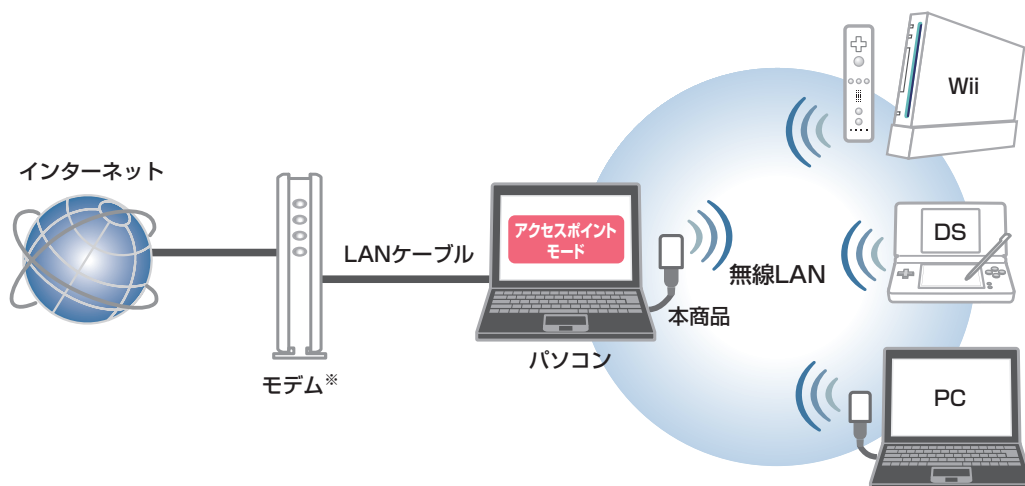 インターネット
モデム※
LANケーブル
アクセスポイント
モード
パソコン
本商品
無線LAN
Wii
DS
PC